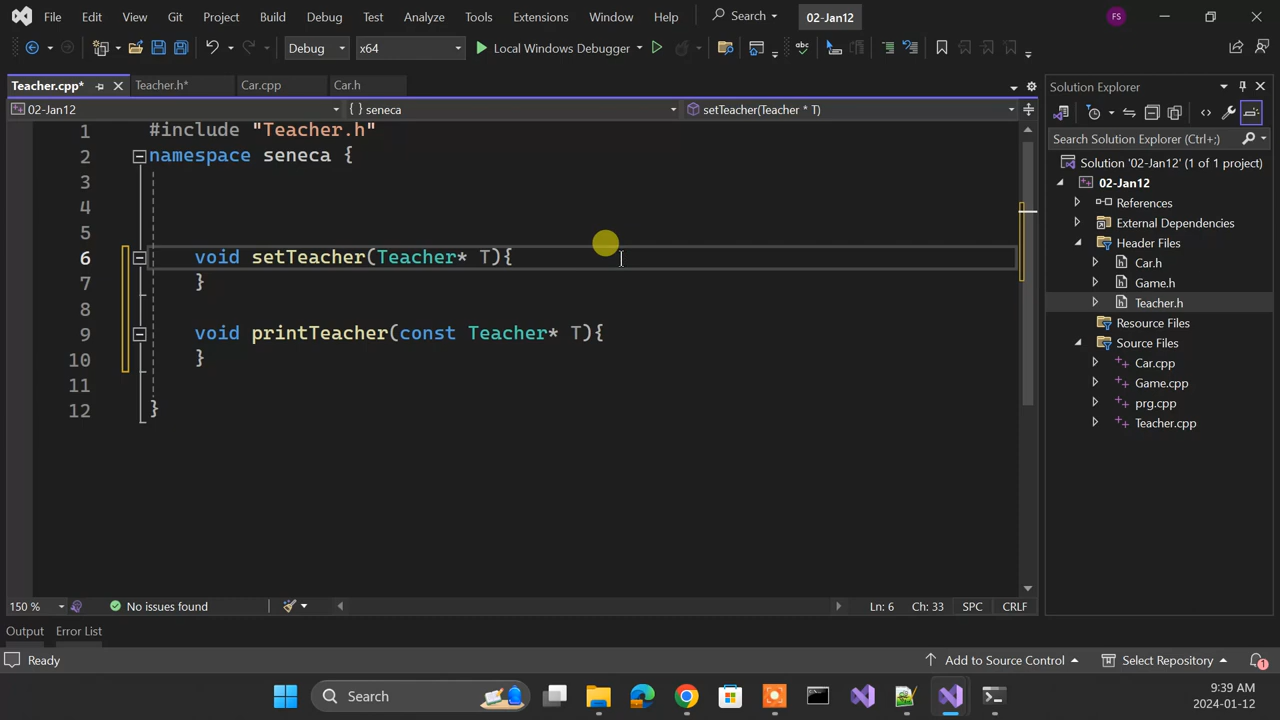 File Edit View Git Project Build Debug Test Analyze Tools Extensions Window Help Search 02-Jan12 FS
Debug x64 Local Windows Debugger
Teacher.cpp* Teacher.h* Car.cpp Car.h
02-Jan12 { } seneca setTeacher(Teacher * T)
1 #include "Teacher.h"
2 namespace seneca {
3
4
5
6 void setTeacher(Teacher* T){
7 }
8
9 void printTeacher(const Teacher* T){
10 }
11
12 }
150 % No issues found Ln: 6 Ch: 33 SPC CRLF
Output Error List
Solution Explorer
Search Solution Explorer (Ctrl+;)
Solution '02-Jan12' (1 of 1 project)
02-Jan12
References
External Dependencies
Header Files
Car.h
Game.h
Teacher.h
Resource Files
Source Files
Car.cpp
Game.cpp
prg.cpp
Teacher.cpp
Ready Add to Source Control Select Repository 1
Search
9:39 AM
2024-01-12